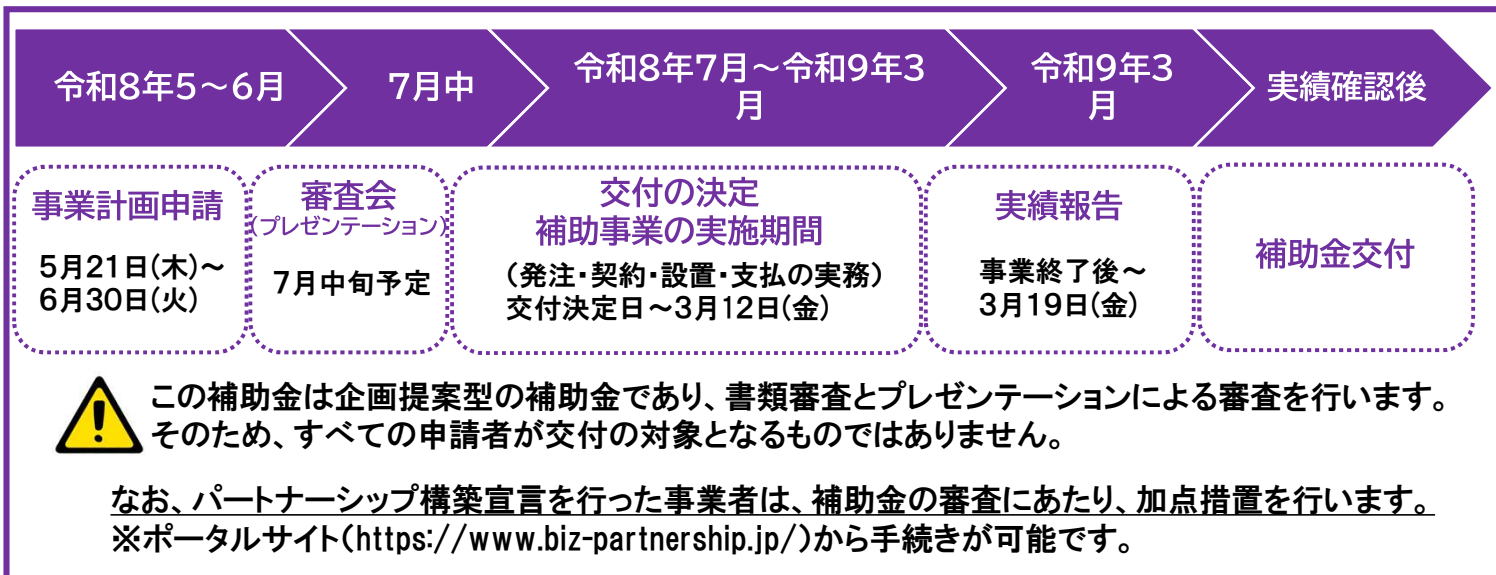 令和8年5～6月
7月中
令和8年7月～令和9年3
月
令和9年3
月
実績確認後
事業計画申請
5月21日(木)～
6月30日(火)
審査会
(プレゼンテーション)
7月中旬予定
交付の決定
補助事業の実施期間
(発注・契約・設置・支払の実務)
交付決定日～3月12日(金)
実績報告
事業終了後～
3月19日(金)
補助金交付
この補助金は企画提案型の補助金であり、書類審査とプレゼンテーションによる審査を行います。
そのため、すべての申請者が交付の対象となるものではありません。
なお、パートナーシップ構築宣言を行った事業者は、補助金の審査にあたり、加点措置を行います。
※ポータルサイト(https://www.biz-partnership.jp/)から手続きが可能です。